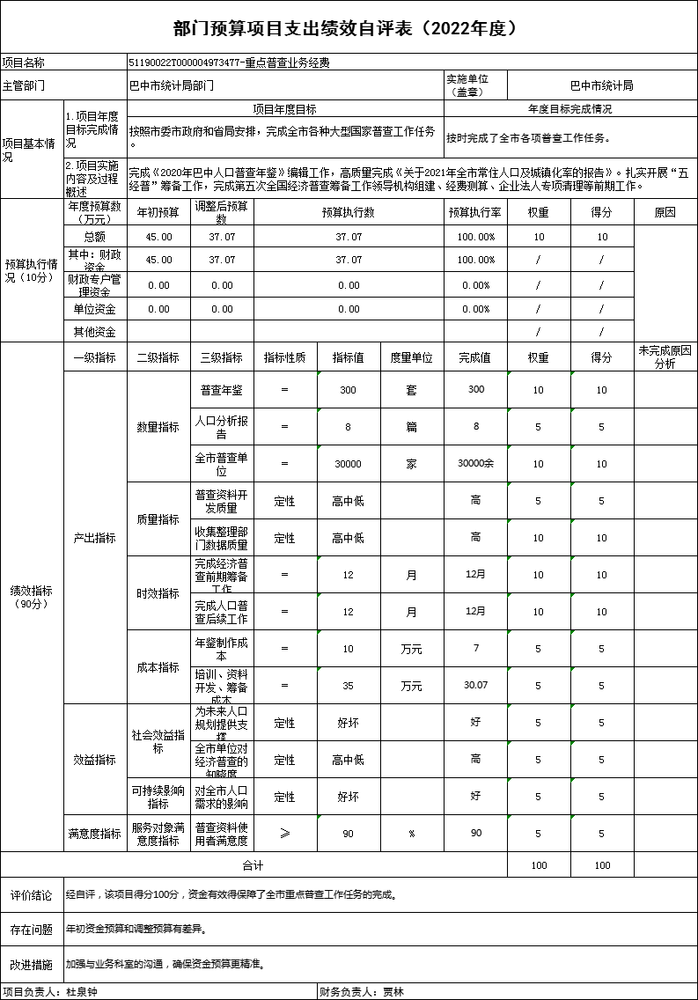 部门预算项目支出绩效自评表（2022年度）
项目名称 51190022T000004973477-重点普查业务经费
主管部门 巴中市统计局部门 实施单位（盖章） 巴中市统计局
项目基本情况 1.项目年度目标完成情况 项目年度目标 年度目标完成情况
按照市委市政府和省局安排，完成全市各种大型国家普查工作任务。 按时完成了全市各项普查工作任务。
2.项目实施内容及过程概述 完成《2020年巴中人口普查年鉴》编辑工作，高质量完成《关于2021年全市常住人口及城镇化率的报告》。扎实开展“五经普”筹备工作，完成第五次全国经济普查筹备工作领导机构组建、经费测算、企业法人专项清理等前期工作。
预算执行情况（10分） 年度预算数（万元） 年初预算 调整后预算数 预算执行数 预算执行率 权重 得分 原因
总额 45.00 37.07 37.07 100.00% 10 10
其中：财政资金 45.00 37.07 37.07 100.00% / /
财政专户管理资金 0.00 0.00 0.00 0.00% / /
单位资金 0.00 0.00 0.00 0.00% / /
其他资金 / /
绩效指标（90分） 一级指标 二级指标 三级指标 指标性质 指标值 度量单位 完成值 权重 得分 未完成原因分析
产出指标 数量指标 普查年鉴 ＝ 300 套 300 10 10
人口分析报告 ＝ 8 篇 8 5 5
全市普查单位 ＝ 30000 家 30000余 10 10
质量指标 普查资料开发质量 定性 高中低 高 5 5
收集整理部门数据质量 定性 高中低 高 10 10
时效指标 完成经济普查前期筹备工作 ＝ 12 月 12月 10 10
完成人口普查后续工作 ＝ 12 月 12月 10 10
成本指标 年鉴制作成本 ＝ 10 万元 7 5 5
培训、资料开发、筹备成本 ＝ 35 万元 30.07 5 5
效益指标 社会效益指标 为未来人口规划提供支撑 定性 好坏 好 5 5
全市单位对经济普查的知晓度 定性 高中低 高 5 5
可持续影响指标 对全市人口需求的影响 定性 好坏 好 5 5
满意度指标 服务对象满意度指标 普查资料使用者满意度 ≥ 90 % 90 5 5
合计 100 100
评价结论 经自评，该项目得分100分，资金有效得保障了全市重点普查工作任务的完成。
存在问题 年初资金预算和调整预算有差异。
改进措施 加强与业务科室的沟通，确保资金预算更精准。
项目负责人：杜泉钟 财务负责人：贾林